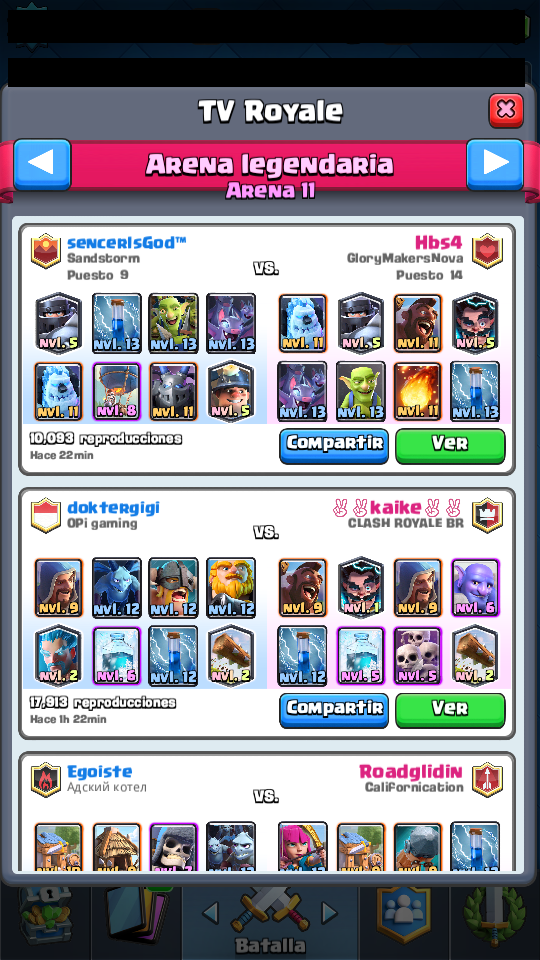 TV Royale
Arena legendaria
Arena 11
sencerIsGod™
Sandstorm
Puesto 9
vs.
Hbs4
GloryMakersNova
Puesto 14
Nvl. 5 Nvl. 13 Nvl. 13 Nvl. 13 Nvl. 11 Nvl. 5 Nvl. 11 Nvl. 5
Nvl. 11 Nvl. 8 Nvl. 11 Nvl. 5 Nvl. 13 Nvl. 13 Nvl. 11 Nvl. 13
10,093 reproducciones
Hace 22min
Compartir
Ver
doktergigi
OPi gaming
vs.
✌✌kaike✌✌
CLASH ROYALE BR
Nvl. 9 Nvl. 12 Nvl. 12 Nvl. 12 Nvl. 9 Nvl. 1 Nvl. 9 Nvl. 6
Nvl. 2 Nvl. 6 Nvl. 12 Nvl. 2 Nvl. 12 Nvl. 5 Nvl. 5 Nvl. 2
17,913 reproducciones
Hace 1h 22min
Compartir
Ver
Egoiste
Адский котел
vs.
Roadglidin
Californication
Batalla